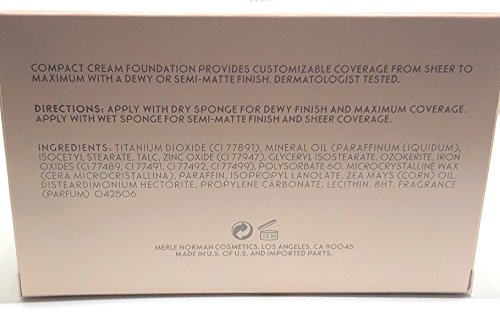 COMPACT CREAM FOUNDATION PROVIDES CUSTOMIZABLE COVERAGE FROM SHEER TO
MAXIMUM WITH A DEWY OR SEMI-MATTE FINISH. DERMATOLOGIST TESTED.
DIRECTIONS: APPLY WITH DRY SPONGE FOR DEWY FINISH AND MAXIMUM COVERAGE.
APPLY WITH WET SPONGE FOR SEMI-MATTE FINISH AND SHEER COVERAGE.
INGREDIENTS: TITANIUM DIOXIDE (CI 77891), MINERAL OIL (PARAFFINUM LIQUIDUM),
ISOCETYL STEARATE, TALC, ZINC OXIDE (CI 77947), GLYCERYL ISOSTEARATE, OZOKERITE, IRON
OXIDES (CI 77489, CI 77491, CI 77492, CI 77499), POLYSORBATE 60, MICROCRYSTALLINE WAX
(CERA MICROCRISTALLINA), PARAFFIN, ISOPROPYL LANOLATE, ZEA MAYS (CORN) OIL,
DISTEARDIMONIUM HECTORITE, PROPYLENE CARBONATE, LECITHIN, BHT, FRAGRANCE
(PARFUM) 042506.
12 M
MERLE NORMAN COSMETICS, LOS ANGELES, CA 90045
MADE IN U.S. OF U.S. AND IMPORTED PARTS.